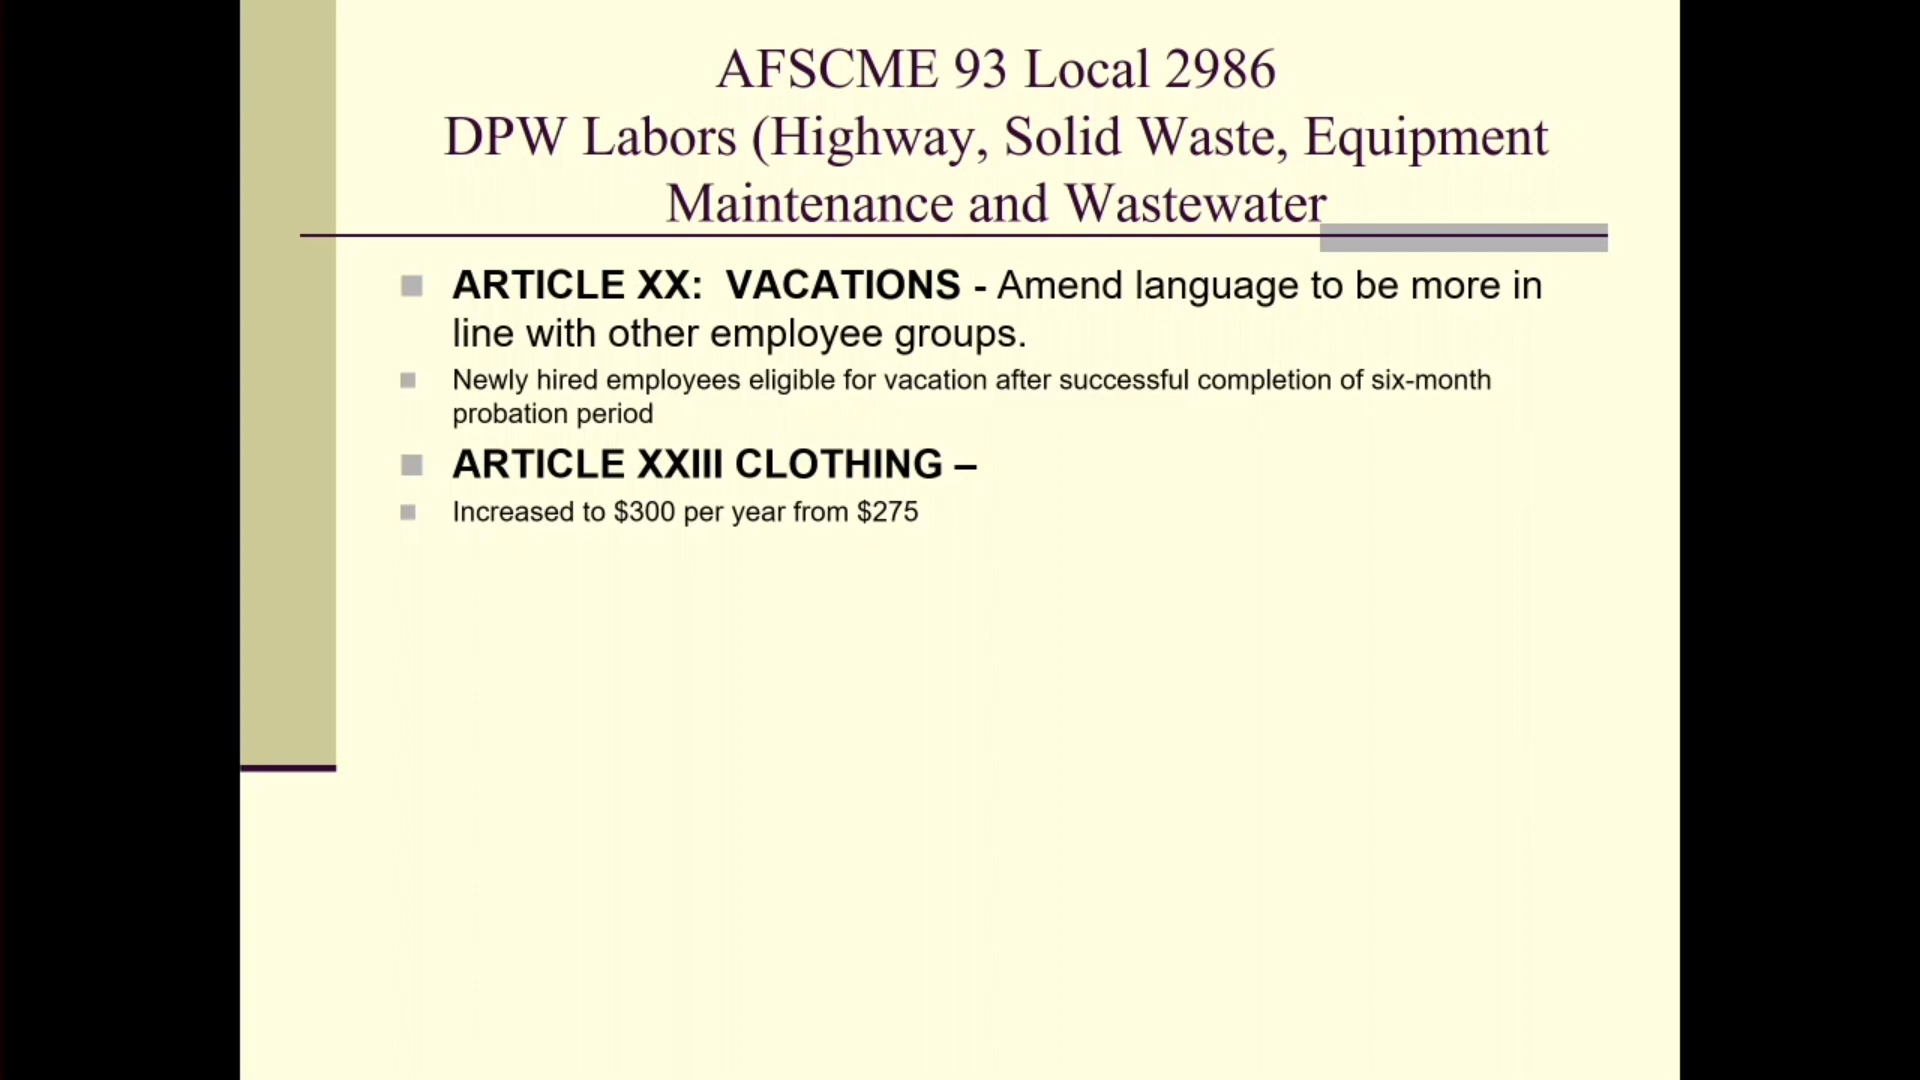 AFSCME 93 Local 2986
DPW Labors (Highway, Solid Waste, Equipment
Maintenance and Wastewater
ARTICLE XX:  VACATIONS - Amend language to be more in
line with other employee groups.
Newly hired employees eligible for vacation after successful completion of six-month
probation period
ARTICLE XXIII CLOTHING –
Increased to $300 per year from $275